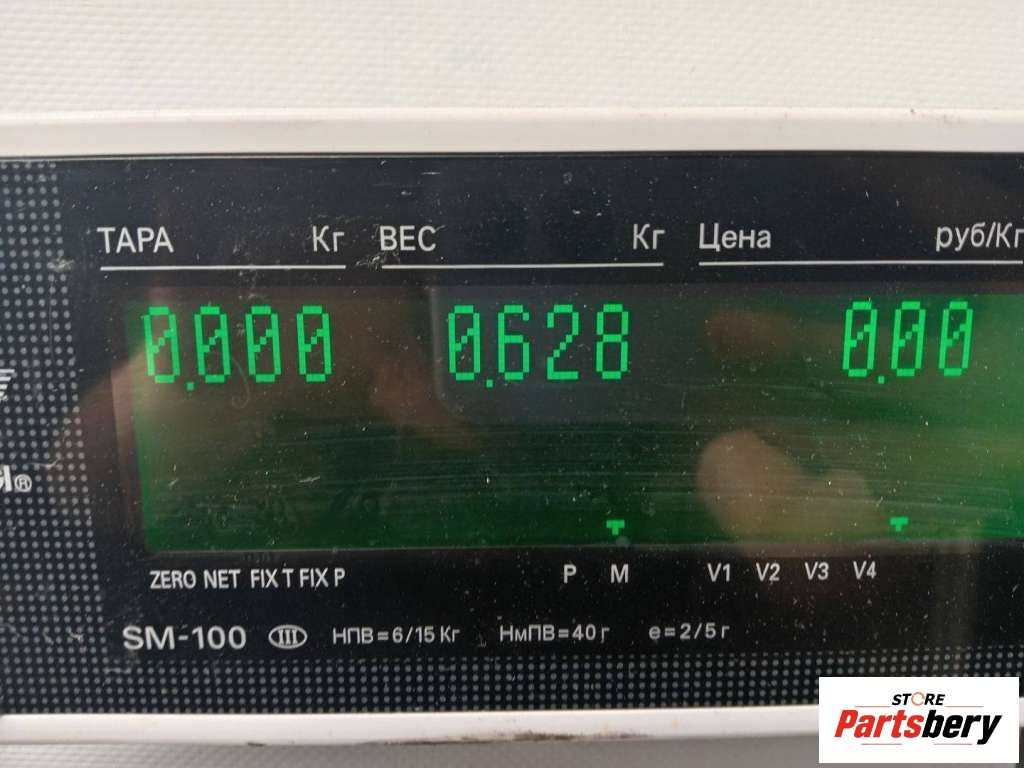 ТАРА Кг ВЕС Кг Цена руб/Кг
0.000 0.628 0.00
®
ZERO NET FIX T FIX P P M V1 V2 V3 V4
SM-100 III НПВ=6/15 Кг НмПВ=40 г e=2/5 г
STORE
Partsbery